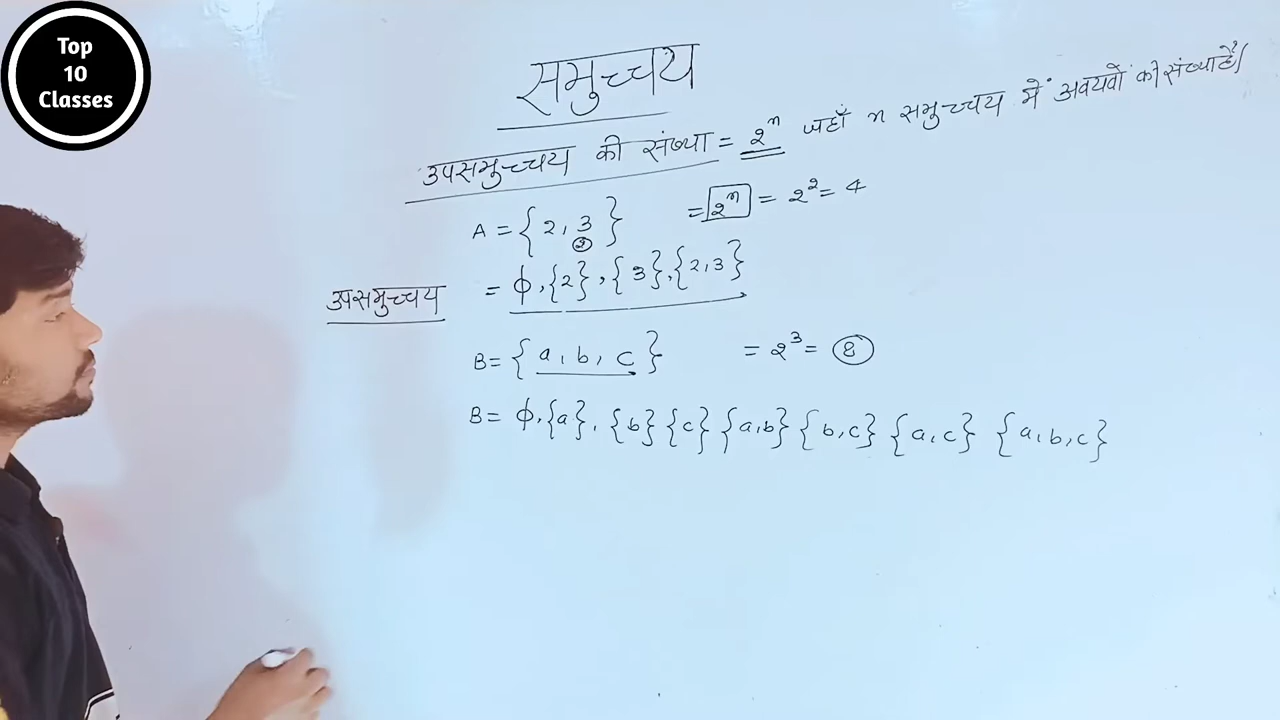 Top
10
Classes
समुच्चय
उपसमुच्चय की संख्या = 2ⁿ जहाँ n समुच्चय में अवयवों की संख्या है।
A = {2, 3} = 2ⁿ = 2² = 4
2
उपसमुच्चय = ϕ, {2}, {3}, {2,3}
B = {a, b, c} = 2³ = 8
B = ϕ, {a}, {b} {c} {a,b} {b,c} {a,c} {a,b,c}